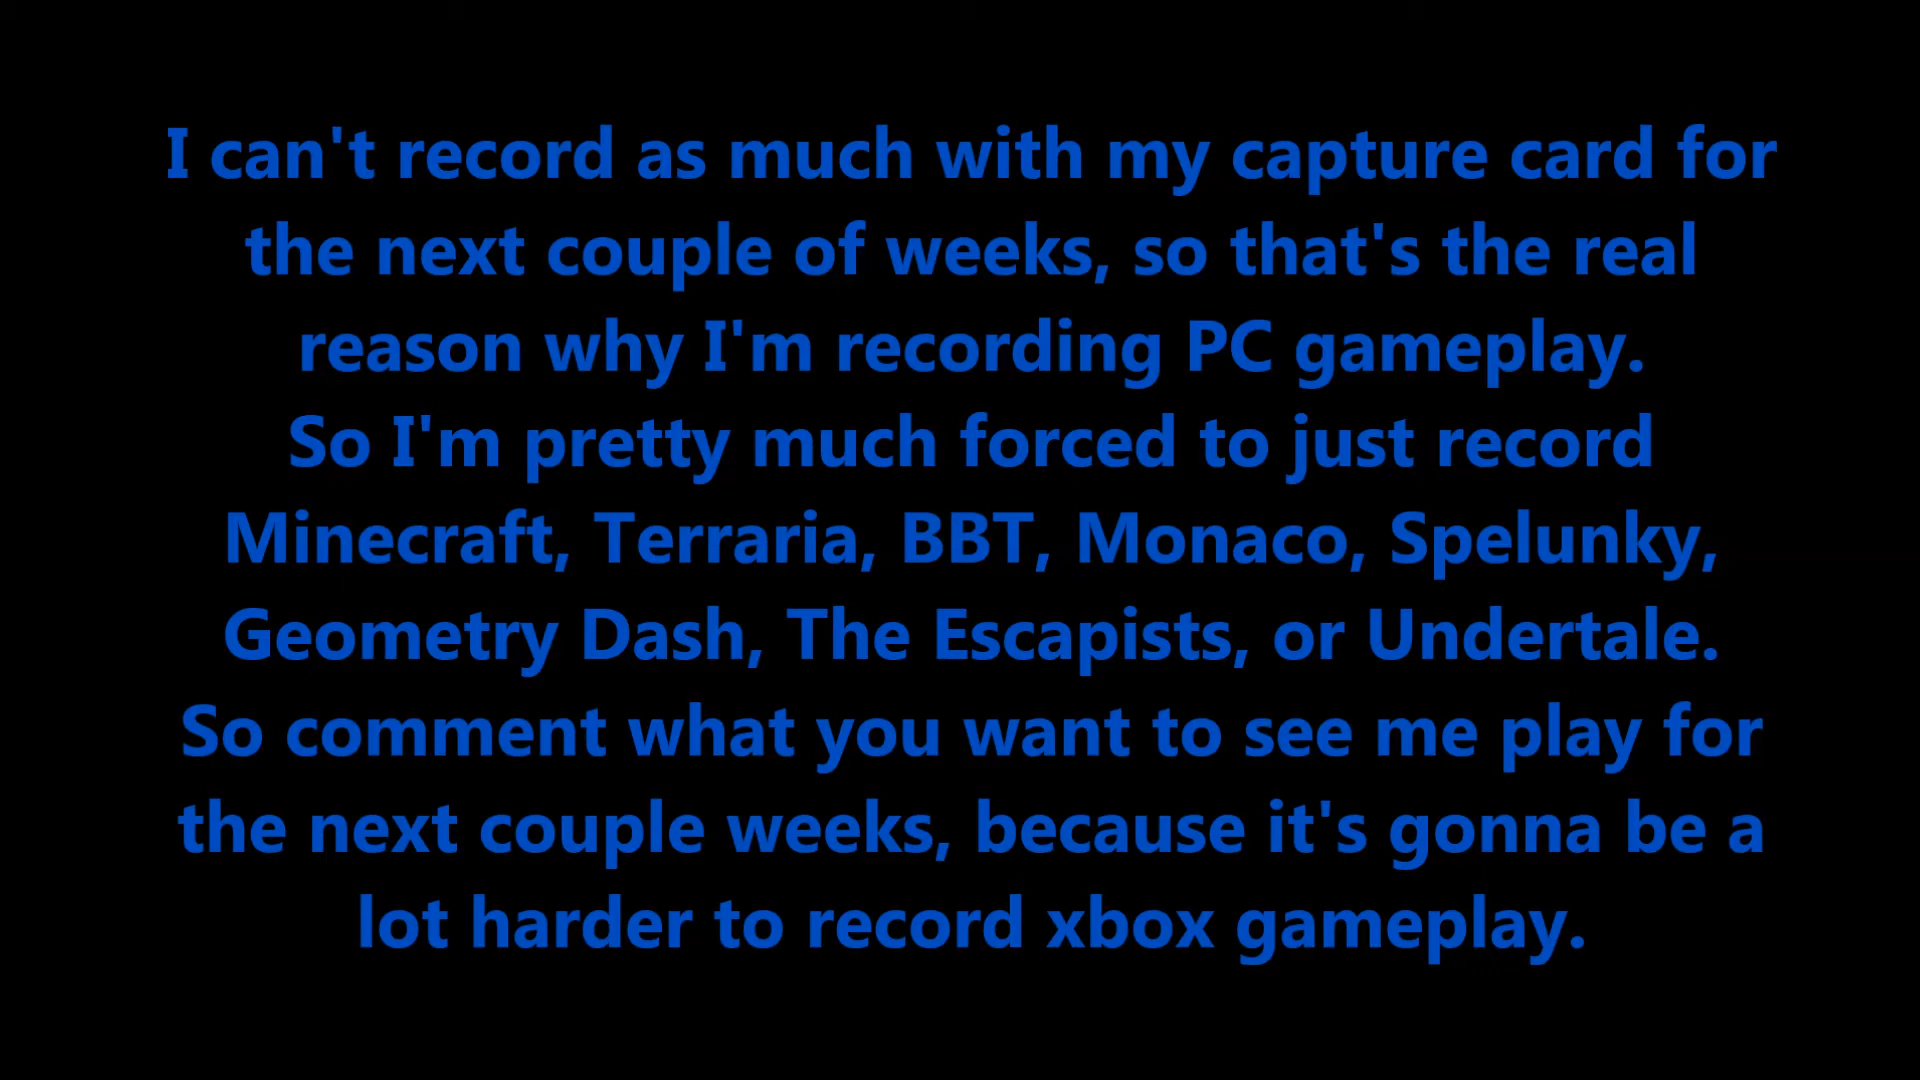 I can't record as much with my capture card for
the next couple of weeks, so that's the real
reason why I'm recording PC gameplay.
So I'm pretty much forced to just record
Minecraft, Terraria, BBT, Monaco, Spelunky,
Geometry Dash, The Escapists, or Undertale.
So comment what you want to see me play for
the next couple weeks, because it's gonna be a
lot harder to record xbox gameplay.